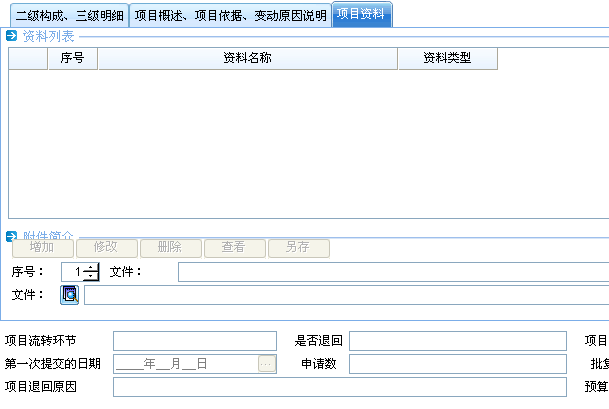 二级构成、三级明细 项目概述、项目依据、变动原因说明 项目资料
资料列表
序号 资料名称 资料类型
附件简介
增加 修改 删除 查看 另存
序号： 1 文件：
文件：
项目流转环节 是否退回 项目
第一次提交的日期 ____年__月__日 ... 申请数
项目退回原因 预算